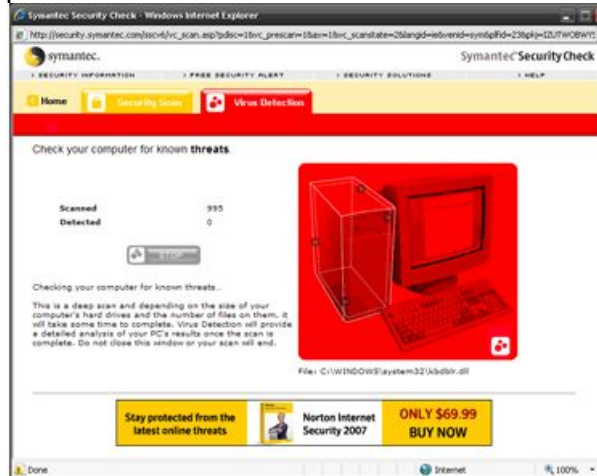 Symantec Security Check - Windows Internet Explorer
symantec.
Symantec Security Check
SECURITY INFORMATION
FREE SECURITY ALERT
SECURITY SOLUTIONS
HELP
Home
Security Scan
Virus Detection
Check your computer for known threats.
Scanned 995
Detected 0
STOP
Checking your computer for known threats...
This is a deep scan and depending on the size of your
computer's hard drives and the number of files on them, it
will take some time to complete. Virus Detection will provide
a detailed analysis of your PC's results once the scan is
complete. Do not close this window or your scan will end.
File: C:\WINDOWS\system32\kbdblr.dll
Stay protected from the
latest online threats
Norton Internet
Security 2007
ONLY $69.99
BUY NOW
Done
Internet
100%